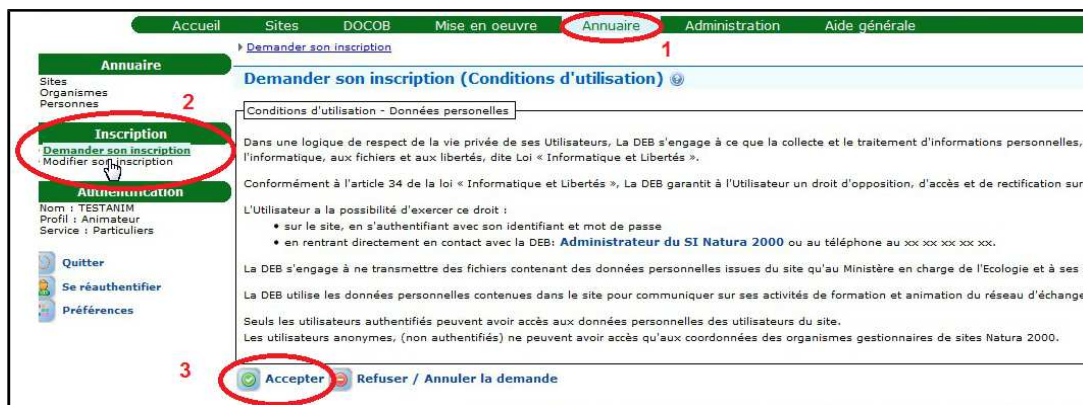 Accueil Sites DOCOB Mise en oeuvre Annuaire Administration Aide générale
1
Demander son inscription
Annuaire
Sites
Organismes
Personnes
2
Inscription
Demander son inscription
Modifier son inscription
Authentification
Nom : TESTANIM
Profil : Animateur
Service : Particuliers
Quitter
Se réauthentifier
Préférences
Demander son inscription (Conditions d'utilisation)
Conditions d'utilisation - Données personelles
Dans une logique de respect de la vie privée de ses Utilisateurs, La DEB s'engage à ce que la collecte et le traitement d'informations personnelles,
l'informatique, aux fichiers et aux libertés, dite Loi « Informatique et Libertés ».
Conformément à l'article 34 de la loi « Informatique et Libertés », La DEB garantit à l'Utilisateur un droit d'opposition, d'accès et de rectification sur
L'Utilisateur a la possibilité d'exercer ce droit :
• sur le site, en s'authentifiant avec son identifiant et mot de passe
• en rentrant directement en contact avec la DEB: Administrateur du SI Natura 2000 ou au téléphone au xx xx xx xx xx.
La DEB s'engage à ne transmettre des fichiers contenant des données personnelles issues du site qu'au Ministère en charge de l'Ecologie et à ses
La DEB utilise les données personnelles contenues dans le site pour communiquer sur ses activités de formation et animation du réseau d'échange
Seuls les utilisateurs authentifiés peuvent avoir accès aux données personnelles des utilisateurs du site.
Les utilisateurs anonymes, (non authentifiés) ne peuvent avoir accès qu'aux coordonnées des organismes gestionnaires de sites Natura 2000.
3
Accepter Refuser / Annuler la demande